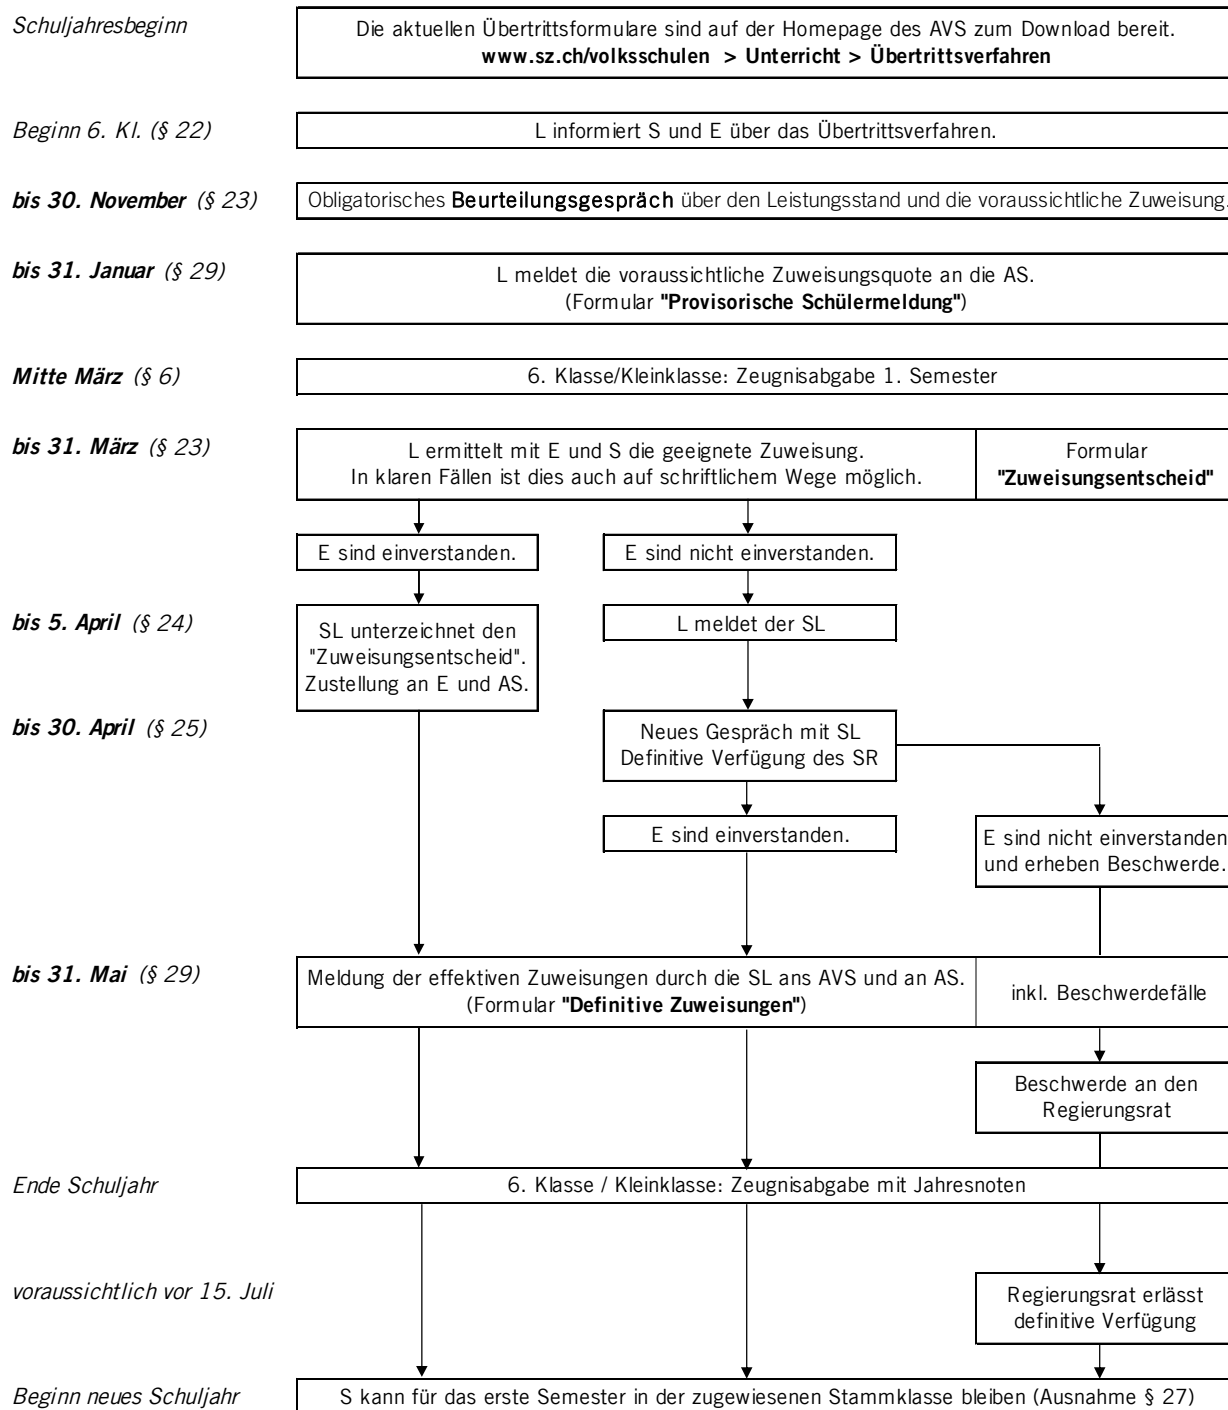 Schuljahresbeginn
Die aktuellen Übertrittsformulare sind auf der Homepage des AVS zum Download bereit.
www.sz.ch/volksschulen > Unterricht > Übertrittsverfahren
Beginn 6. Kl. (§ 22)
L informiert S und E über das Übertrittsverfahren.
bis 30. November (§ 23)
Obligatorisches Beurteilungsgespräch über den Leistungsstand und die voraussichtliche Zuweisung.
bis 31. Januar (§ 29)
L meldet die voraussichtliche Zuweisungsquote an die AS.
(Formular "Provisorische Schülermeldung")
Mitte März (§ 6)
6. Klasse/Kleinklasse: Zeugnisabgabe 1. Semester
bis 31. März (§ 23)
L ermittelt mit E und S die geeignete Zuweisung.
In klaren Fällen ist dies auch auf schriftlichem Wege möglich.
Formular
"Zuweisungsentscheid"
E sind einverstanden.
E sind nicht einverstanden.
bis 5. April (§ 24)
SL unterzeichnet den
"Zuweisungsentscheid".
Zustellung an E und AS.
L meldet der SL
bis 30. April (§ 25)
Neues Gespräch mit SL
Definitive Verfügung des SR
E sind einverstanden.
E sind nicht einverstanden
und erheben Beschwerde.
bis 31. Mai (§ 29)
Meldung der effektiven Zuweisungen durch die SL ans AVS und an AS.
(Formular "Definitive Zuweisungen")
inkl. Beschwerdefälle
Beschwerde an den
Regierungsrat
Ende Schuljahr
6. Klasse / Kleinklasse: Zeugnisabgabe mit Jahresnoten
voraussichtlich vor 15. Juli
Regierungsrat erlässt
definitive Verfügung
Beginn neues Schuljahr
S kann für das erste Semester in der zugewiesenen Stammklasse bleiben (Ausnahme § 27)